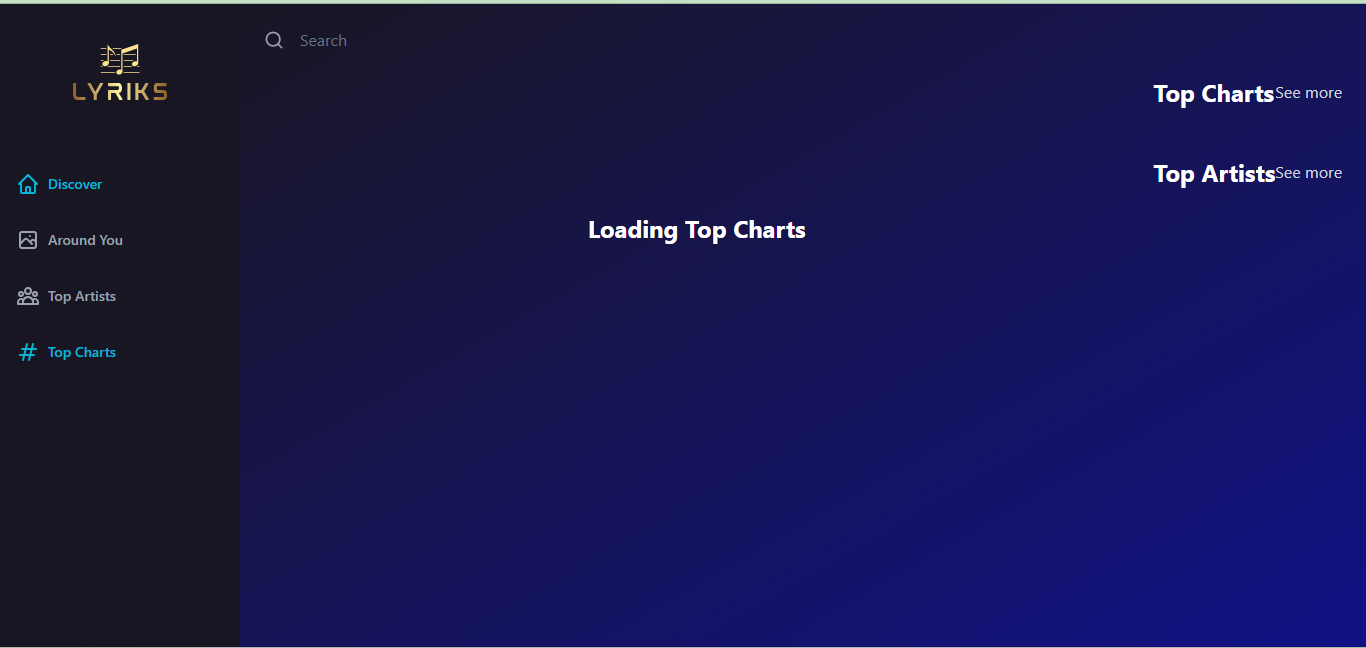 LYRIKS
Discover
Around You
Top Artists
Top Charts
Search
Top Charts See more
Top Artists See more
Loading Top Charts